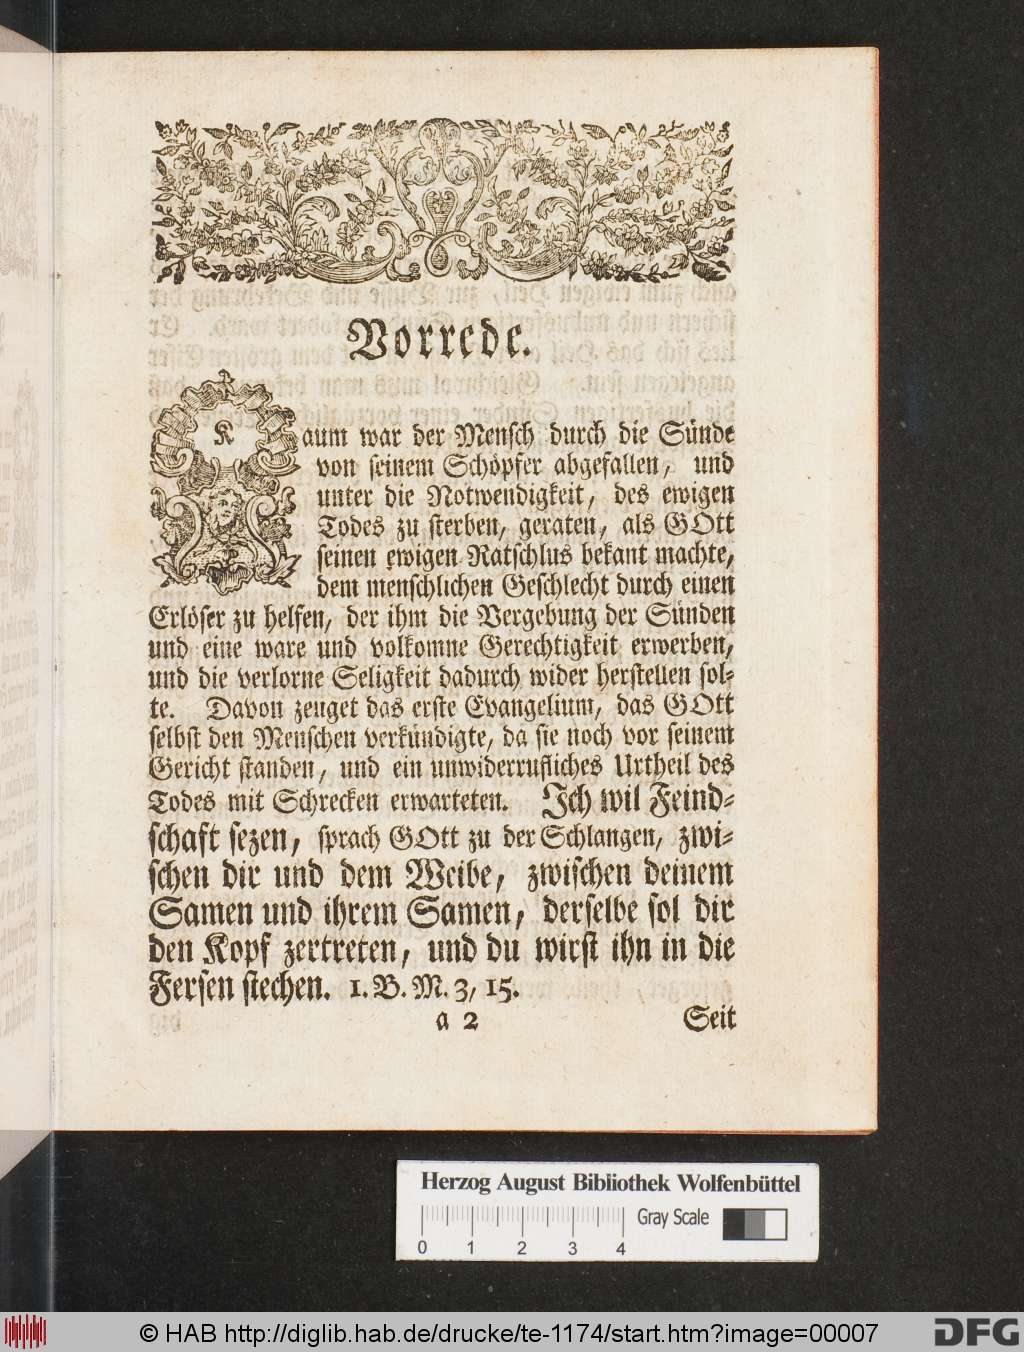 Vorrede.
Kaum war der Mensch durch die Sünde
von seinem Schöpfer abgefallen, und
unter die Notwendigkeit, des ewigen
Todes zu sterben, geraten, als GOtt
seinen ewigen Ratschlus bekant machte,
dem menschlichen Geschlecht durch einen
Erlöser zu helfen, der ihm die Vergebung der Sünden
und eine ware und volkomne Gerechtigkeit erwerben,
und die verlorne Seligkeit dadurch wider herstellen sol-
te. Davon zeuget das erste Evangelium, das GOtt
selbst den Menschen verkündigte, da sie noch vor seinem
Gericht standen, und ein unwiderrufliches Urtheil des
Todes mit Schrecken erwarteten. Ich wil Feind-
schaft sezen, sprach GOtt zu der Schlangen, zwi-
schen dir und dem Weibe, zwischen deinem
Samen und ihrem Samen, derselbe sol dir
den Kopf zertreten, und du wirst ihn in die
Fersen stechen. 1. B. M. 3, 15.
a 2 Seit
Herzog August Bibliothek Wolfenbüttel
Gray Scale
0 1 2 3 4
© HAB http://diglib.hab.de/drucke/te-1174/start.htm?image=00007
DFG